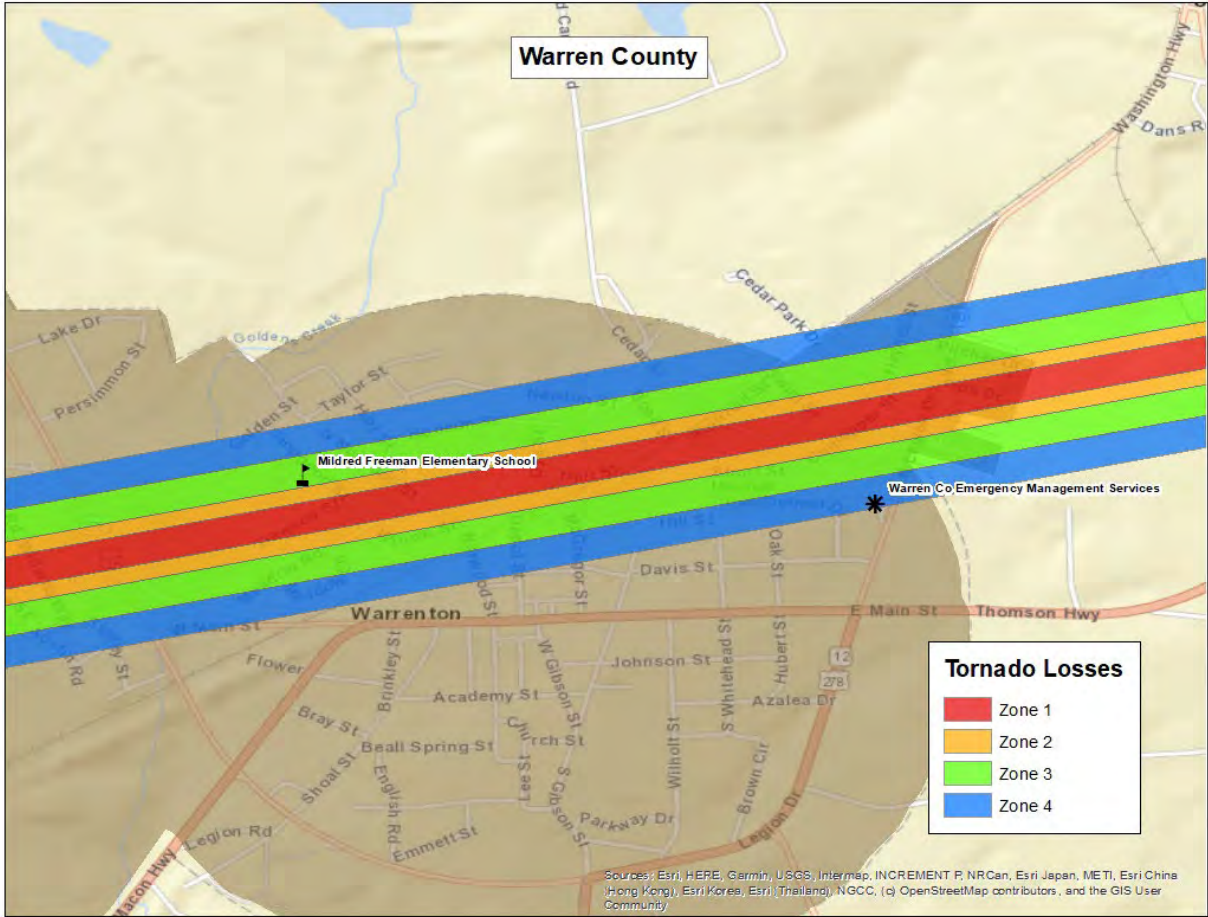 Warren County
Washington Hwy
Dans R
Cedar Park Dr
Lake Dr
Persimmon St
Goldens Creek
Taylor St
Golden St
Mildred Freeman Elementary School
Warren Co Emergency Management Services
Hill St
Oak St
Davis St
Warrenton
E Main St
Thomson Hwy
W Main St
Flower
Brinkley St
W Gibson St
Johnson St
S Whitehead St
Hubert St
12
278
Academy St
Azalea Dr
Bray St
Beall Spring St
Church St
Shoal St
English Rd
Lee St
S Gibson St
Wilholt St
Brown Cir
Parkway Dr
Legion Dr
Legion Rd
Emmett St
Macon Hwy
Tornado Losses
Zone 1
Zone 2
Zone 3
Zone 4
Sources: Esri, HERE, Garmin, USGS, Intermap, INCREMENT P, NRCan, Esri Japan, METI, Esri China
(Hong Kong), Esri Korea, Esri (Thailand), NGCC, (c) OpenStreetMap contributors, and the GIS User
Community